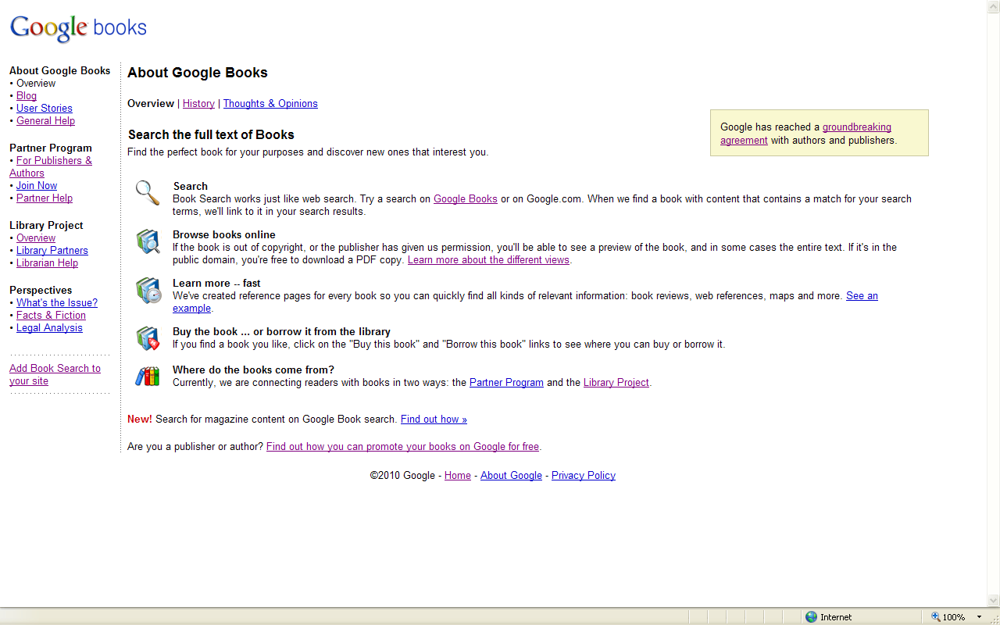 Google books
About Google Books
• Overview
• Blog
• User Stories
• General Help
Partner Program
• For Publishers &
Authors
• Join Now
• Partner Help
Library Project
• Overview
• Library Partners
• Librarian Help
Perspectives
• What's the Issue?
• Facts & Fiction
• Legal Analysis
Add Book Search to
your site
About Google Books
Overview | History | Thoughts & Opinions
Google has reached a groundbreaking
agreement with authors and publishers.
Search the full text of Books
Find the perfect book for your purposes and discover new ones that interest you.
Search
Book Search works just like web search. Try a search on Google Books or on Google.com. When we find a book with content that contains a match for your search
terms, we'll link to it in your search results.
Browse books online
If the book is out of copyright, or the publisher has given us permission, you'll be able to see a preview of the book, and in some cases the entire text. If it's in the
public domain, you're free to download a PDF copy. Learn more about the different views.
Learn more -- fast
We've created reference pages for every book so you can quickly find all kinds of relevant information: book reviews, web references, maps and more. See an
example.
Buy the book ... or borrow it from the library
If you find a book you like, click on the "Buy this book" and "Borrow this book" links to see where you can buy or borrow it.
Where do the books come from?
Currently, we are connecting readers with books in two ways: the Partner Program and the Library Project.
New! Search for magazine content on Google Book search. Find out how »
Are you a publisher or author? Find out how you can promote your books on Google for free.
©2010 Google - Home - About Google - Privacy Policy
Internet
100%